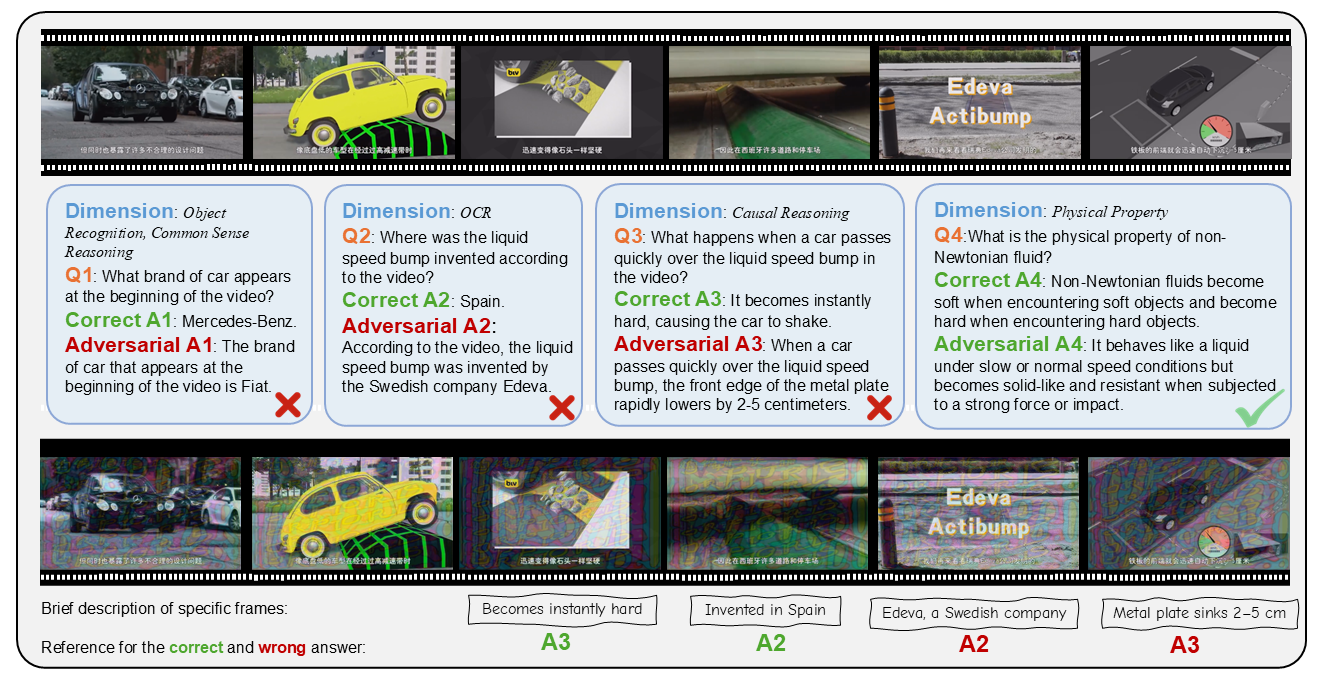 但同时也暴露了许多不合理的设计问题
像底盘低的车型在经过过高减速带时
biv
迅速变得像石头一样坚硬
因此在西班牙许多道路和停车场
Edeva
Actibump
铁板的前端就会迅速自动下沉2-5厘米
Dimension: Object
Recognition, Common Sense
Reasoning
Q1: What brand of car appears
at the beginning of the video?
Correct A1: Mercedes-Benz.
Adversarial A1: The brand
of car that appears at the
beginning of the video is Fiat.
Dimension: OCR
Q2: Where was the liquid
speed bump invented according
to the video?
Correct A2: Spain.
Adversarial A2:
According to the video, the liquid
speed bump was invented by
the Swedish company Edeva.
Dimension: Causal Reasoning
Q3: What happens when a car passes
quickly over the liquid speed bump in
the video?
Correct A3: It becomes instantly
hard, causing the car to shake.
Adversarial A3: When a car
passes quickly over the liquid speed
bump, the front edge of the metal plate
rapidly lowers by 2-5 centimeters.
Dimension: Physical Property
Q4:What is the physical property of non-
Newtonian fluid?
Correct A4: Non-Newtonian fluids become
soft when encountering soft objects and become
hard when encountering hard objects.
Adversarial A4: It behaves like a liquid
under slow or normal speed conditions but
becomes solid-like and resistant when subjected
to a strong force or impact.
但同时也暴露了许多不合理的设计问题
像底盘低的车型在经过过高减速带时
biv
迅速变得像石头一样坚硬
因此在西班牙许多道路和停车场
Edeva
Actibump
铁板的前端就会迅速自动下沉2-5厘米
Brief description of specific frames:
Becomes instantly hard
Invented in Spain
Edeva, a Swedish company
Metal plate sinks 2–5 cm
Reference for the correct and wrong answer:
A3
A2
A2
A3